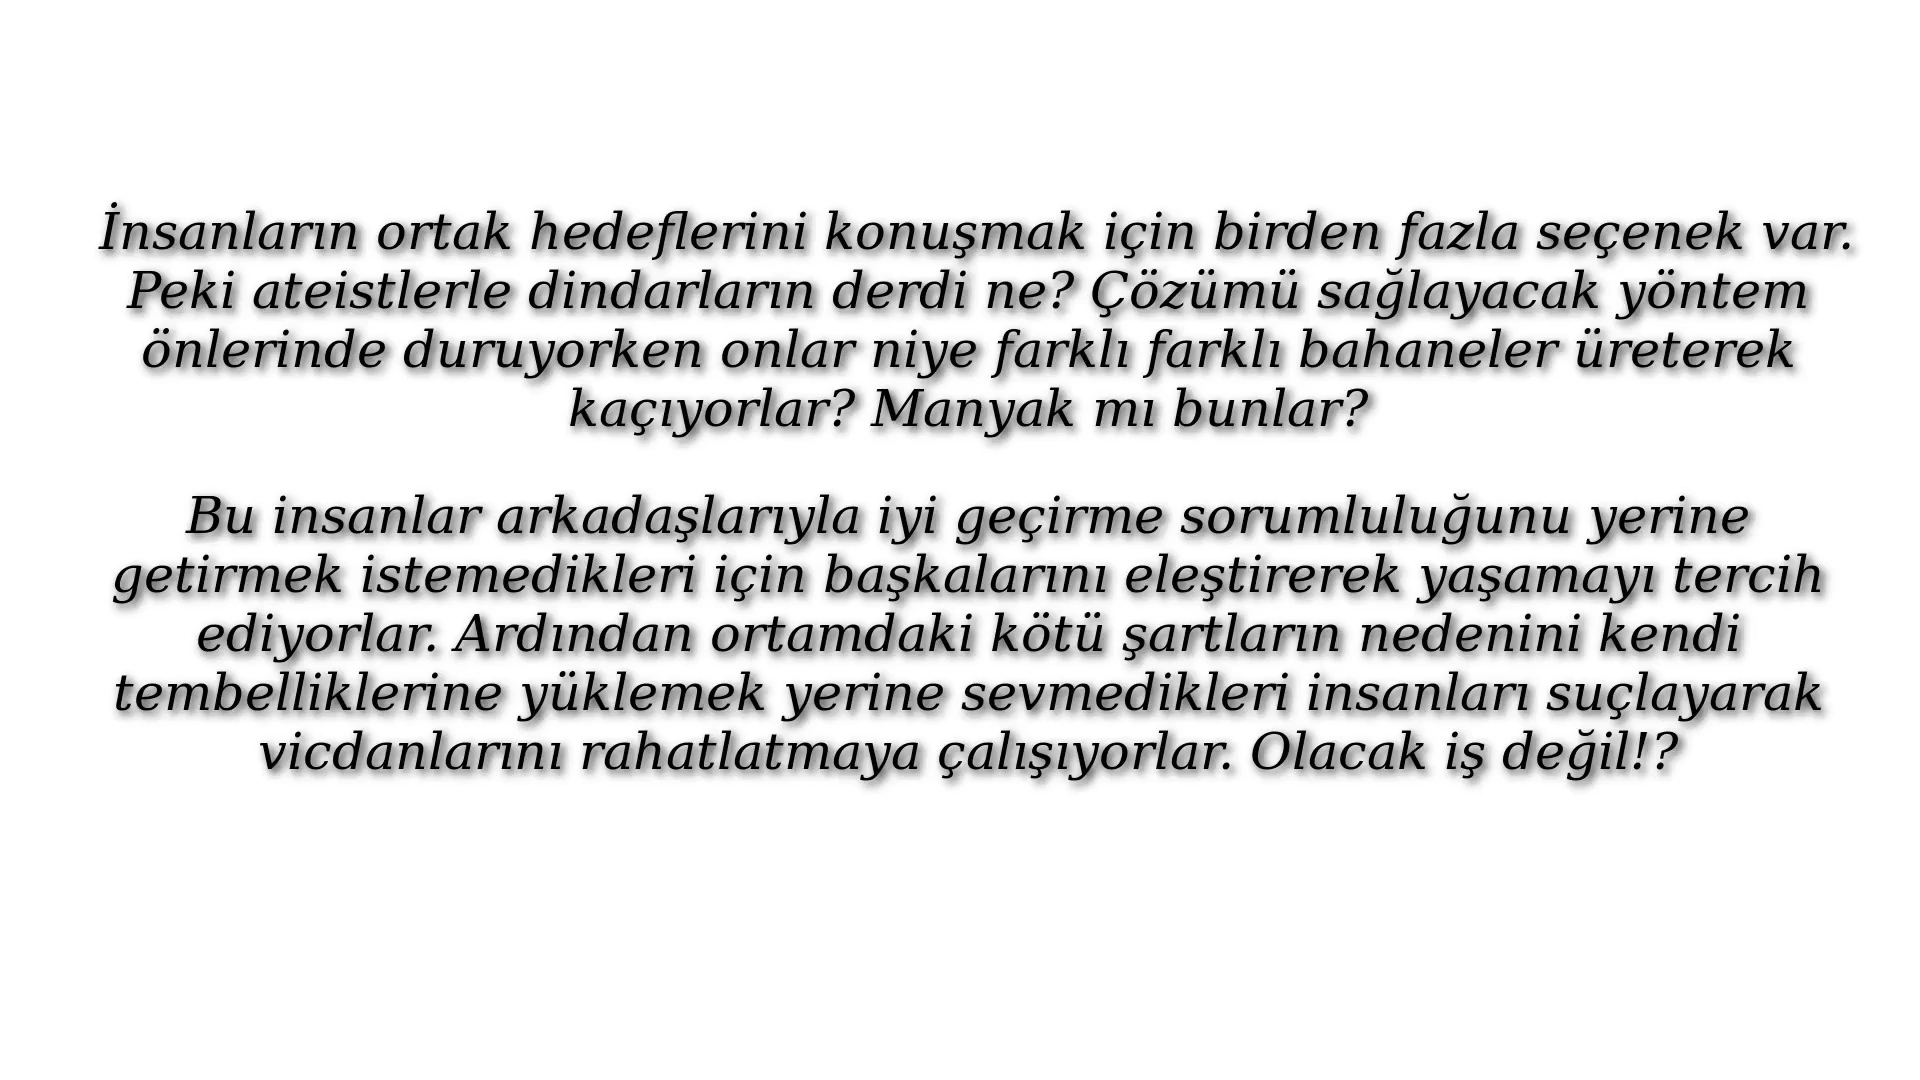 İnsanların ortak hedeflerini konuşmak için birden fazla seçenek var.
Peki ateistlerle dindarların derdi ne? Çözümü sağlayacak yöntem
önlerinde duruyorken onlar niye farklı farklı bahaneler üreterek
kaçıyorlar? Manyak mı bunlar?
Bu insanlar arkadaşlarıyla iyi geçirme sorumluluğunu yerine
getirmek istemedikleri için başkalarını eleştirerek yaşamayı tercih
ediyorlar. Ardından ortamdaki kötü şartların nedenini kendi
tembelliklerine yüklemek yerine sevmedikleri insanları suçlayarak
vicdanlarını rahatlatmaya çalışıyorlar. Olacak iş değil!?